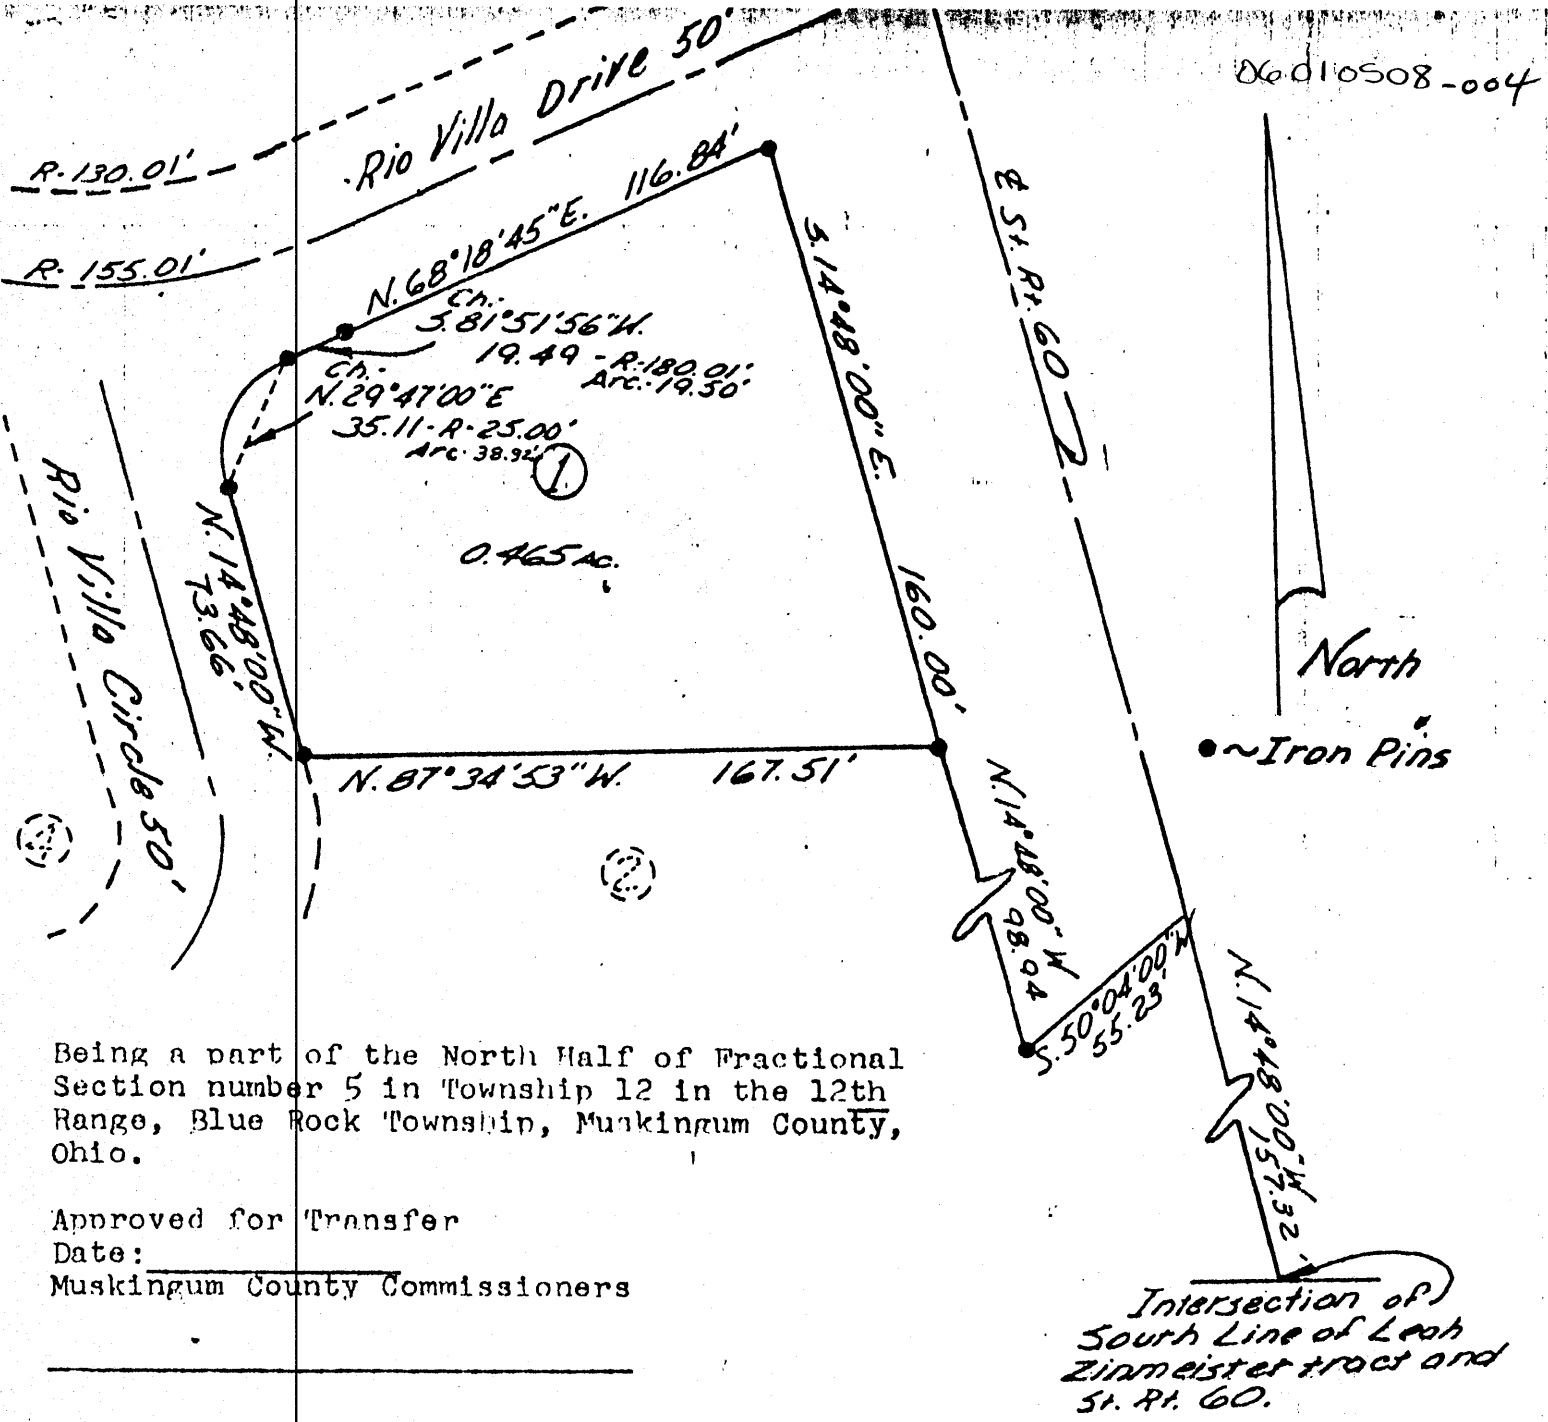 06d10508-004
Rio Villa Drive 50'
R-130.01'
R-155.01'
N. 68°18'45"E. 116.84'
Ch.-
S.81°51'56"W.
19.49 - R-180.01'
Arc.-19.50'
Ch.-
N.29°47'00"E
35.11-R-25.00'
Arc-38.92'
1
0.465 Ac.
S.14°48'00"E.
160.00'
℄ St. Rt. 60
Rio Villa Circle 50'
N. 14°48'00"W.
73.66'
N. 87°34'53"W. 167.51'
North
~Iron Pins
2
N.14°48'00"W
98.94
S.50°04'00"W
55.23'
N.14°48'00"W
157.32'
Being a part of the North Half of Fractional
Section number 5 in Township 12 in the 12th
Range, Blue Rock Township, Muskingum County,
Ohio.
Approved for Transfer
Date:
Muskingum County Commissioners
Intersection of
South Line of Leah
Zinmeister tract and
St. Rt. 60.